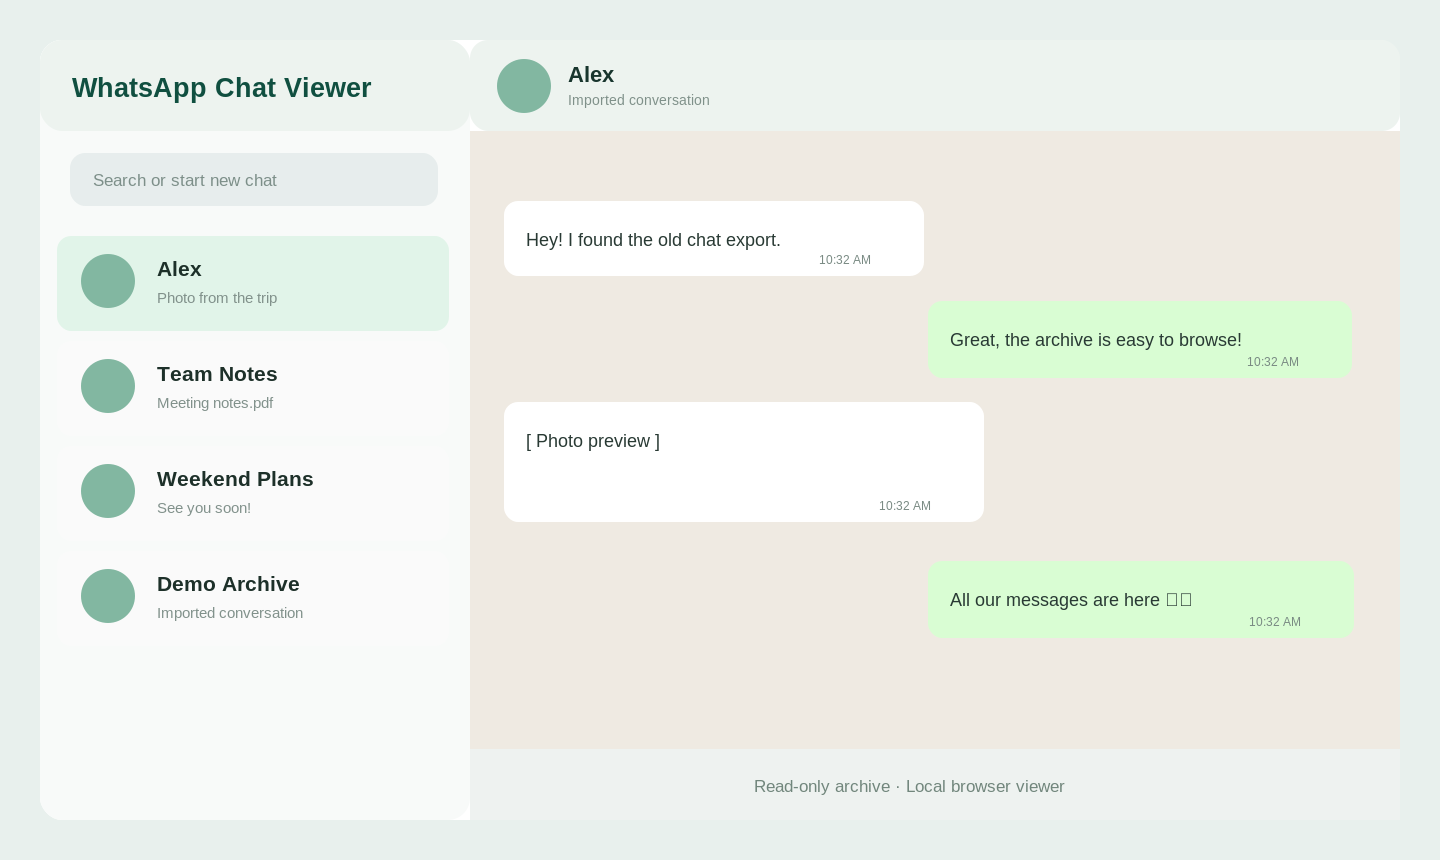 WhatsApp Chat Viewer
Search or start new chat
Alex
Photo from the trip
Team Notes
Meeting notes.pdf
Weekend Plans
See you soon!
Demo Archive
Imported conversation
Alex
Imported conversation
Hey! I found the old chat export.
10:32 AM
Great, the archive is easy to browse!
10:32 AM
[ Photo preview ]
10:32 AM
All our messages are here
10:32 AM
Read-only archive · Local browser viewer